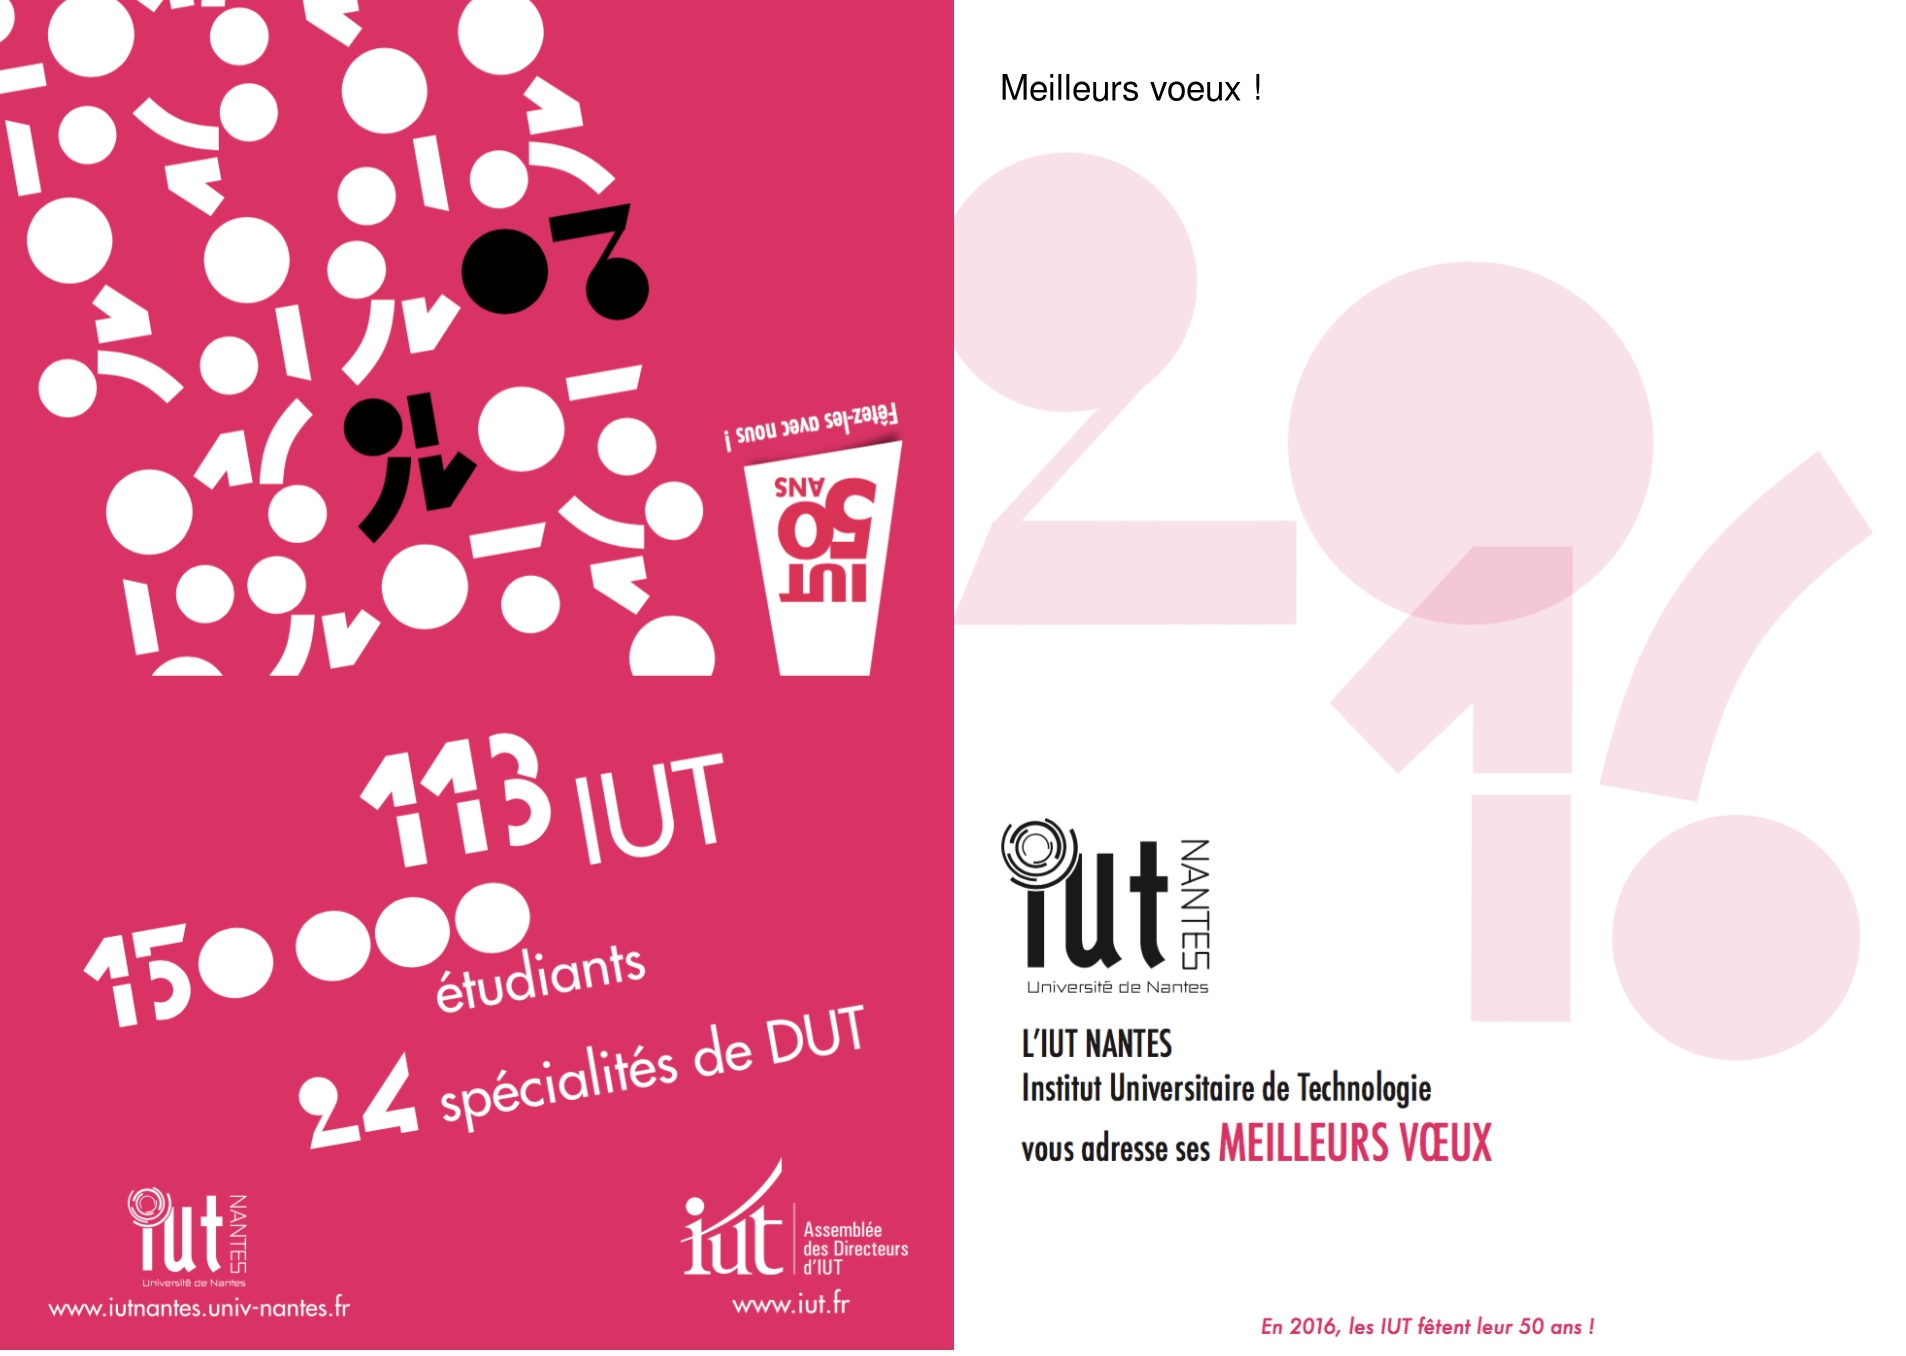 Fêtez-les avec nous !
50
ANS
IUT
113 IUT
150 000
étudiants
24 spécialités de DUT
iut NANTES
Université de Nantes
www.iutnantes.univ-nantes.fr
iut
Assemblée
des Directeurs
d'IUT
www.iut.fr
Meilleurs voeux !
2016
iut NANTES
Université de Nantes
L'IUT NANTES
Institut Universitaire de Technologie
vous adresse ses MEILLEURS VŒUX
En 2016, les IUT fêtent leur 50 ans !